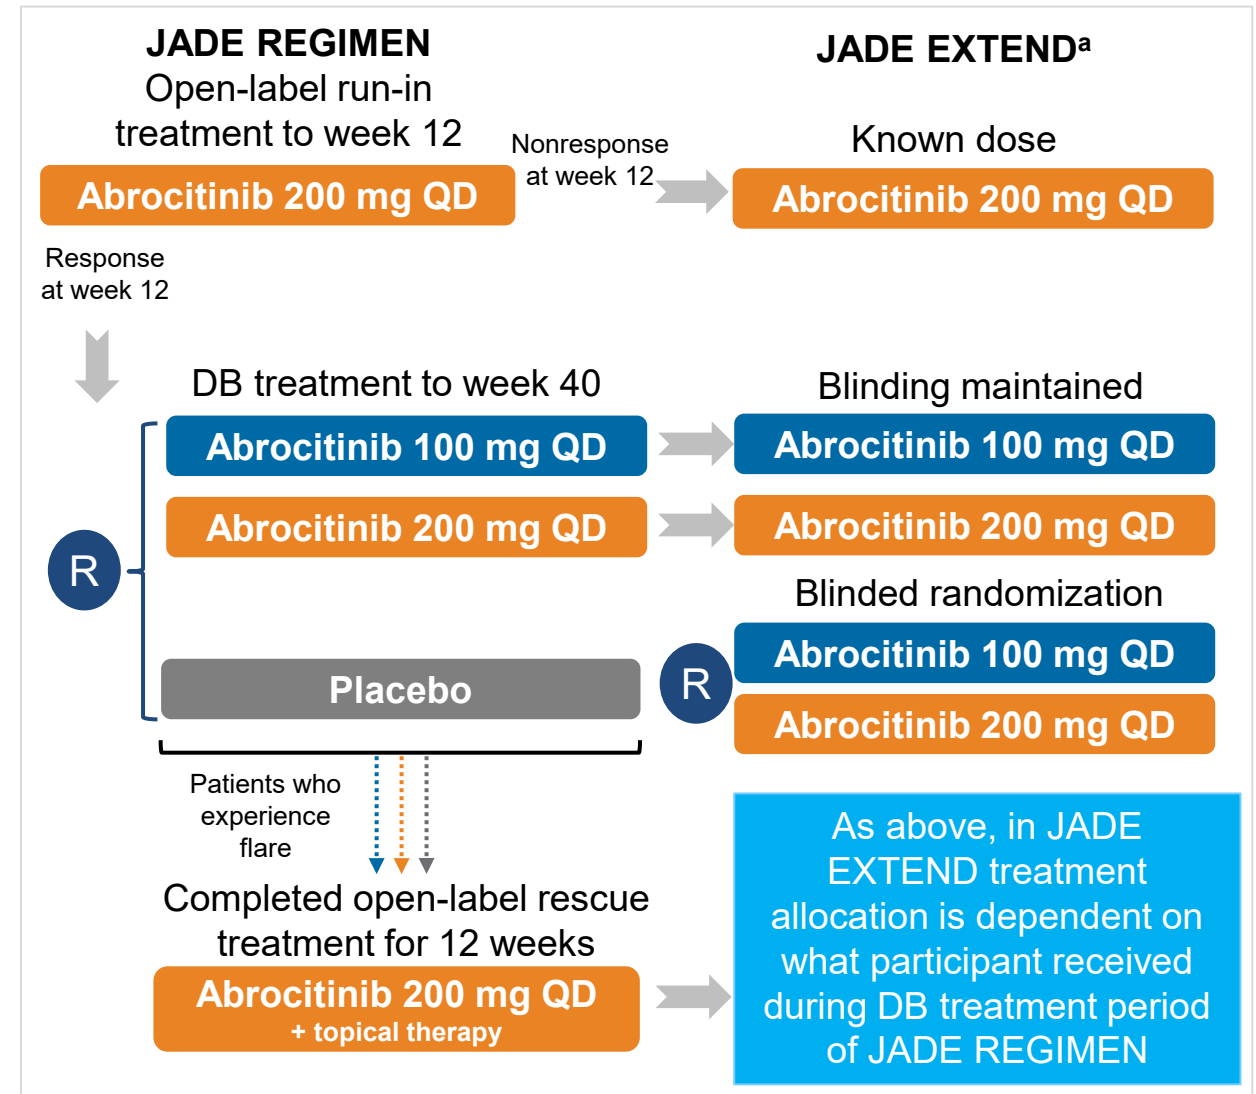 JADE REGIMEN
Open-label run-in
treatment to week 12
Abrocitinib 200 mg QD
Nonresponse
at week 12
JADE EXTENDᵃ
Known dose
Abrocitinib 200 mg QD
Response
at week 12
DB treatment to week 40
Blinding maintained
Abrocitinib 100 mg QD
Abrocitinib 100 mg QD
Abrocitinib 200 mg QD
Abrocitinib 200 mg QD
R
Blinded randomization
Placebo
R
Abrocitinib 100 mg QD
Abrocitinib 200 mg QD
Patients who
experience
flare
Completed open-label rescue
treatment for 12 weeks
Abrocitinib 200 mg QD
+ topical therapy
As above, in JADE
EXTEND treatment
allocation is dependent on
what participant received
during DB treatment period
of JADE REGIMEN